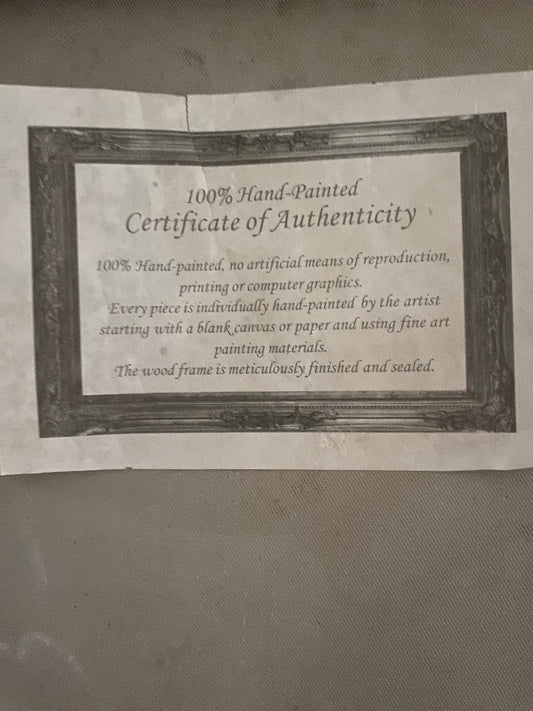 100% Hand-Painted
Certificate of Authenticity
100% Hand-painted, no artificial means of reproduction,
printing or computer graphics.
Every piece is individually hand-painted by the artist
starting with a blank canvas or paper and using fine art
painting materials.
The wood frame is meticulously finished and sealed.